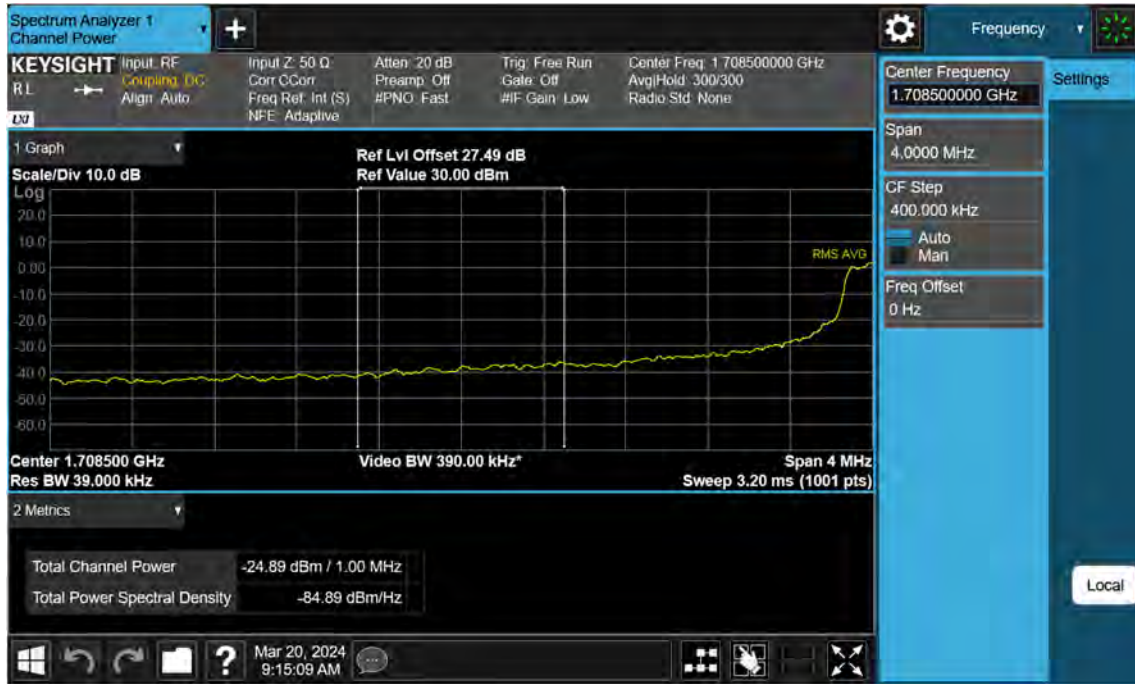 Spectrum Analyzer 1
Channel Power
+
Frequency
KEYSIGHT
RL
LXI
Input: RF
Coupling: DC
Align: Auto
Input Z: 50 Ω
Corr CCorr
Freq Ref: Int (S)
NFE: Adaptive
Atten: 20 dB
Preamp: Off
#PNO: Fast
Trig: Free Run
Gate: Off
#IF Gain: Low
Center Freq: 1.708500000 GHz
Avg|Hold: 300/300
Radio Std: None
Center Frequency
1.708500000 GHz
Settings
Span
4.0000 MHz
CF Step
400.000 kHz
Auto
Man
Freq Offset
0 Hz
1 Graph
Scale/Div 10.0 dB
Ref Lvl Offset 27.49 dB
Ref Value 30.00 dBm
Log
20.0
10.0
0.00
-10.0
-20.0
-30.0
-40.0
-50.0
-60.0
RMS AVG
Center 1.708500 GHz
Res BW 39.000 kHz
Video BW 390.00 kHz*
Span 4 MHz
Sweep 3.20 ms (1001 pts)
2 Metrics
Total Channel Power -24.89 dBm / 1.00 MHz
Total Power Spectral Density -84.89 dBm/Hz
Local
?
Mar 20, 2024
9:15:09 AM